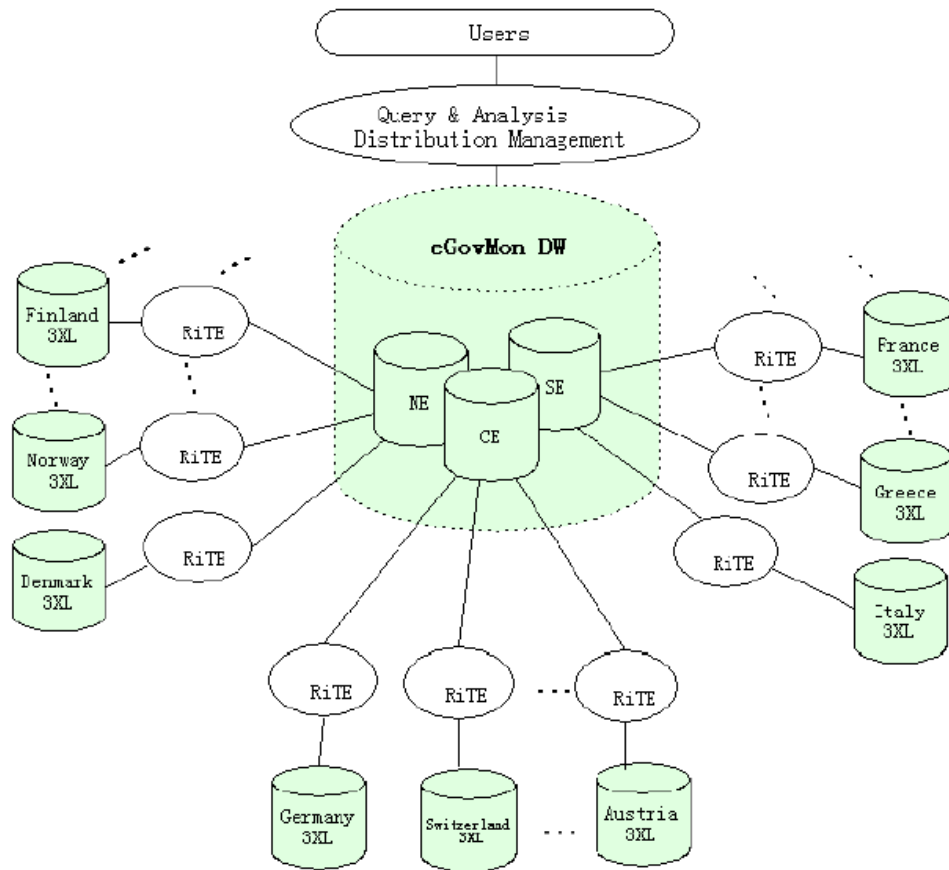 Users
Query & Analysis
Distribution Management
eGovMon DW
Finland
3XL
RiTE
RiTE
France
3XL
NE
SE
CE
Norway
3XL
RiTE
RiTE
Greece
3XL
Denmark
3XL
RiTE
RiTE
Italy
3XL
RiTE
RiTE
RiTE
Germany
3XL
Switzerland
3XL
Austria
3XL